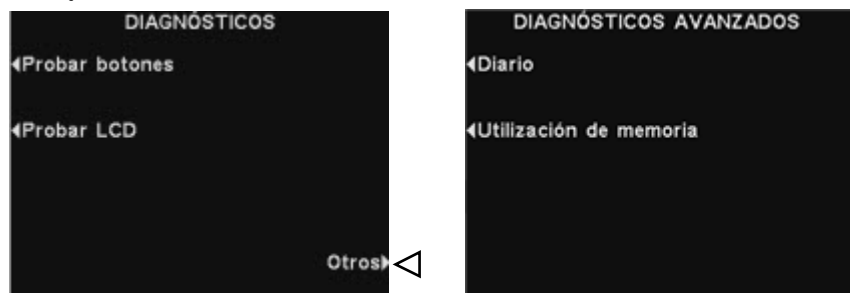 DIAGNÓSTICOS
Probar botones
Probar LCD
Otros
DIAGNÓSTICOS AVANZADOS
Diario
Utilización de memoria